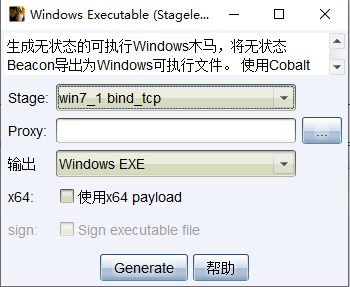 Windows Executable (Stagele...
生成无状态的可执行Windows木马，将无状态
Beacon导出为Windows可执行文件。 使用Cobalt
Stage: win7_1 bind_tcp
Proxy: ...
输出 Windows EXE
x64: 使用x64 payload
sign: Sign executable file
Generate 帮助